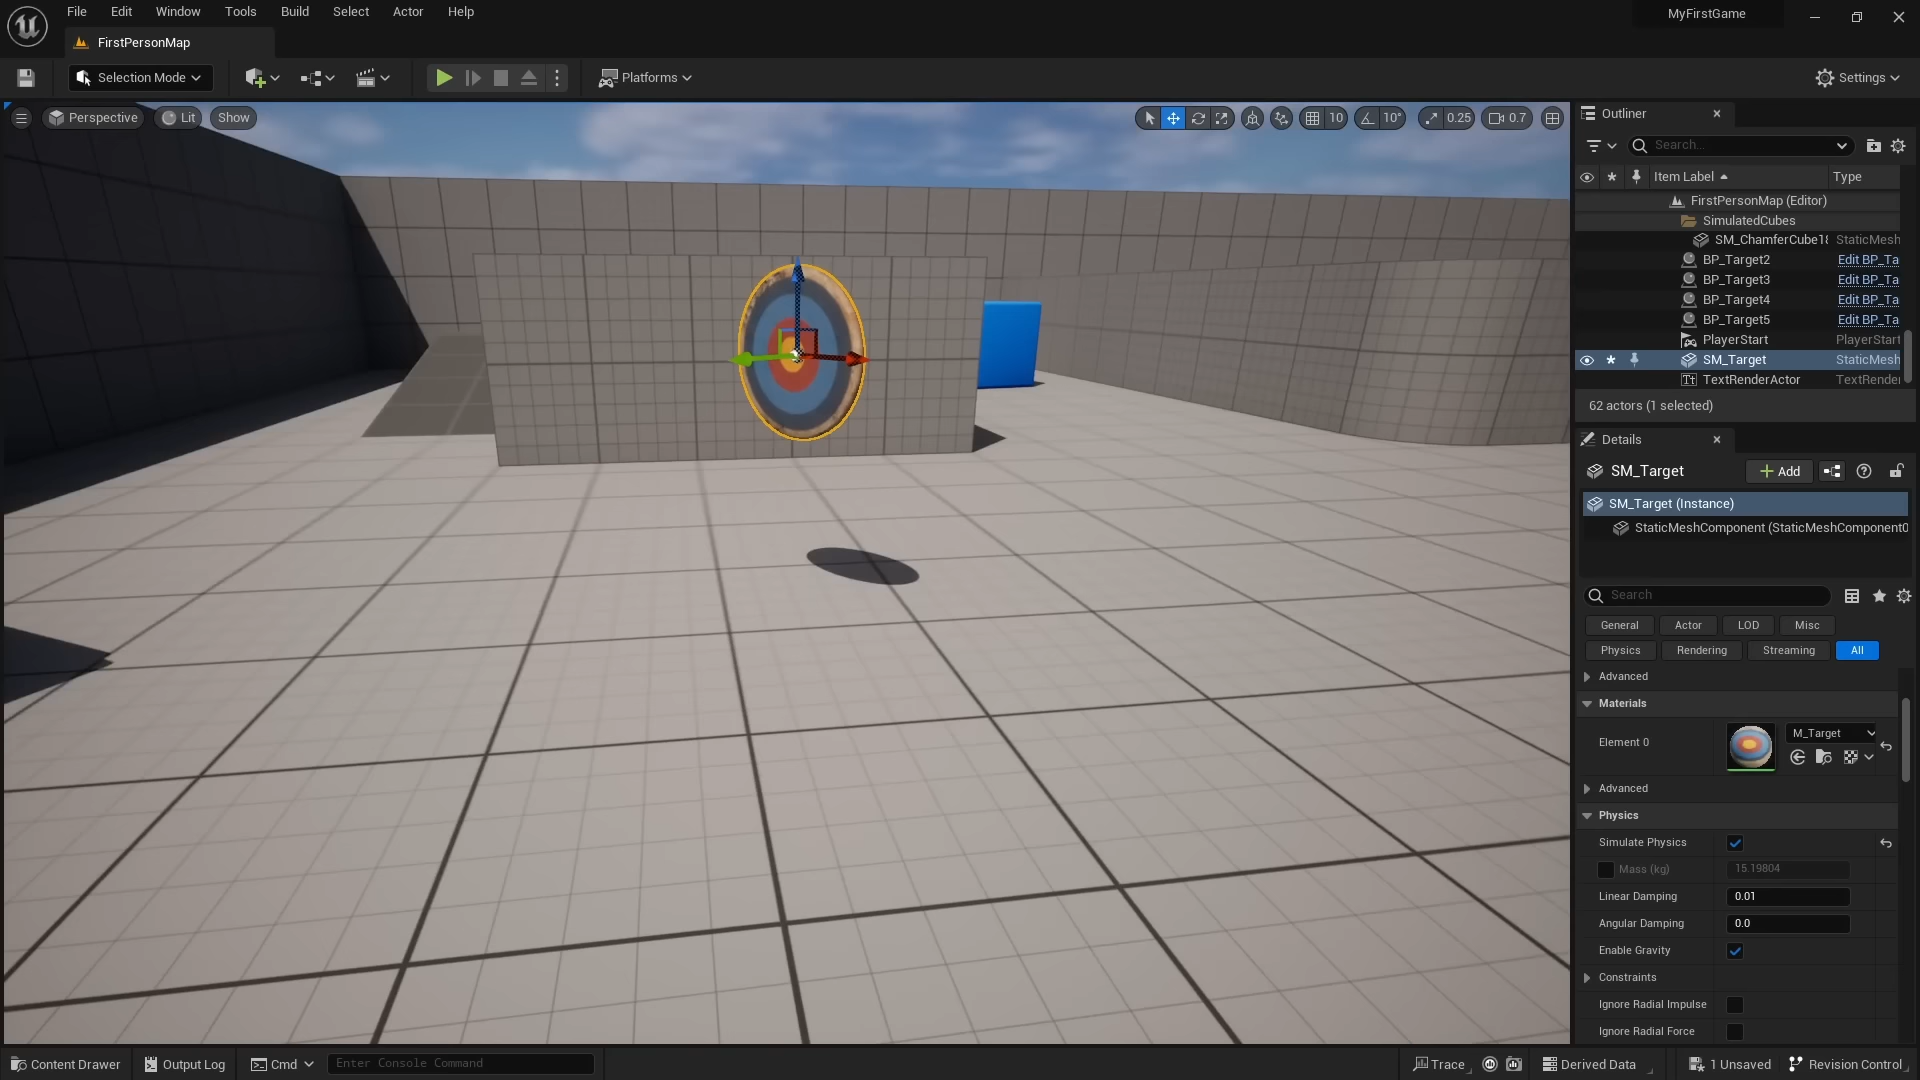 File Edit Window Tools Build Select Actor Help
MyFirstGame
FirstPersonMap
Selection Mode
Platforms
Settings
Perspective
Lit
Show
10
10°
0.25
0.7
Outliner
Search...
Item Label
Type
FirstPersonMap (Editor)
SimulatedCubes
SM_ChamferCube18 StaticMesh
BP_Target2 Edit BP_Ta
BP_Target3 Edit BP_Ta
BP_Target4 Edit BP_Ta
BP_Target5 Edit BP_Ta
PlayerStart PlayerStart
SM_Target StaticMesh
TextRenderActor TextRender
62 actors (1 selected)
Details
SM_Target
Add
SM_Target (Instance)
StaticMeshComponent (StaticMeshComponent0
Search
General Actor LOD Misc
Physics Rendering Streaming All
Advanced
Materials
Element 0
M_Target
Advanced
Physics
Simulate Physics
Mass (kg) 15.19804
Linear Damping 0.01
Angular Damping 0.0
Enable Gravity
Constraints
Ignore Radial Impulse
Ignore Radial Force
Content Drawer
Output Log
Cmd
Enter Console Command
Trace
Derived Data
1 Unsaved
Revision Control